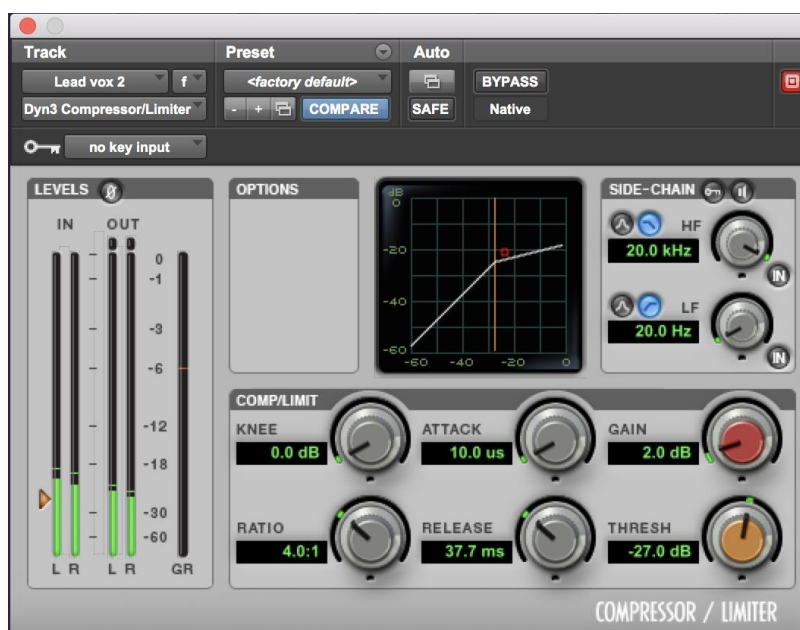 Track Preset Auto
Lead vox 2 f <factory default> BYPASS
Dyn3 Compressor/Limiter - + COMPARE SAFE Native
no key input
LEVELS Ø OPTIONS SIDE-CHAIN
IN OUT
0
-1
-3
-6
-12
-18
-30
-60
L R L R GR
dB
0
-20
-40
-60
-60 -40 -20 0
HF
20.0 kHz
IN
LF
20.0 Hz
IN
COMP/LIMIT
KNEE ATTACK GAIN
0.0 dB 10.0 us 2.0 dB
RATIO RELEASE THRESH
4.0:1 37.7 ms -27.0 dB
COMPRESSOR / LIMITER